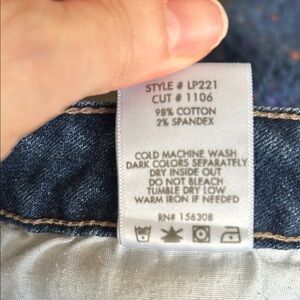 STYLE # LP221
CUT # 1106
98% COTTON
2% SPANDEX
COLD MACHINE WASH
DARK COLORS SEPARATELY
DRY INSIDE OUT
DO NOT BLEACH
TUMBLE DRY LOW
WARM IRON IF NEEDED
RN# 156308